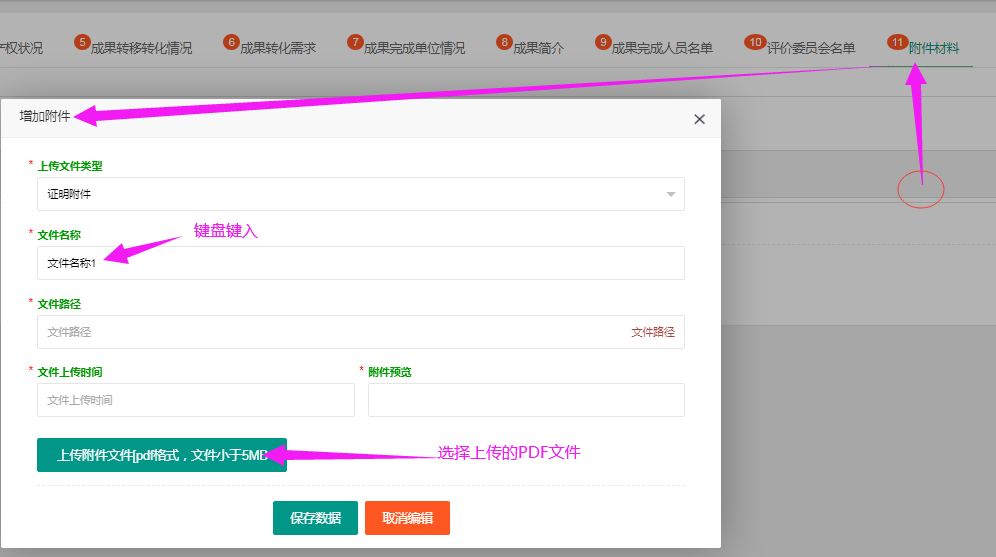 产权状况
5 成果转移转化情况
6 成果转化需求
7 成果完成单位情况
8 成果简介
9 成果完成人员名单
10 评价委员会名单
11 附件材料
增加附件
* 上传文件类型
证明附件
* 文件名称
键盘键入
文件名称1
* 文件路径
文件路径 文件路径
* 文件上传时间 * 附件预览
文件上传时间
上传附件文件[pdf格式，文件小于5MB
选择上传的PDF文件
保存数据 取消编辑